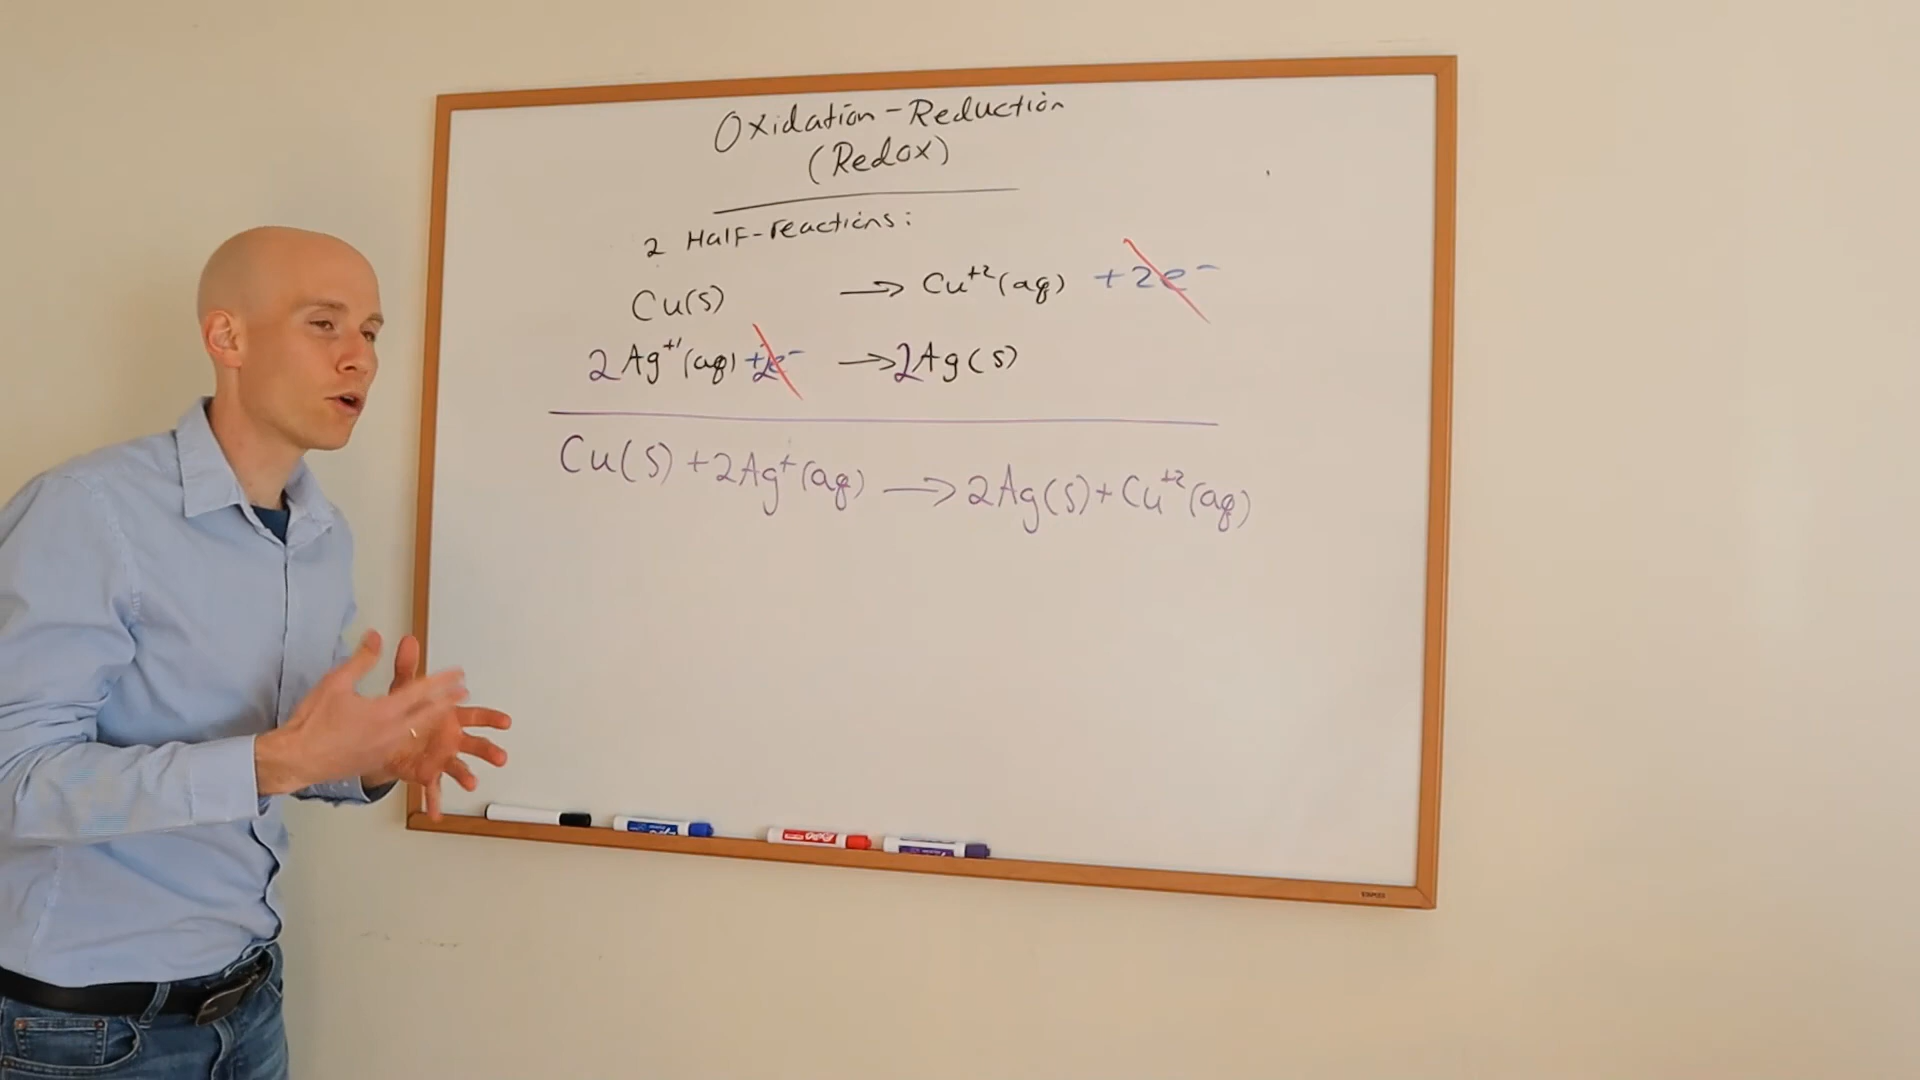 Oxidation-Reduction
(Redox)
2 Half-reactions:
Cu(s) → Cu⁺²(aq) +2e⁻
2Ag⁺¹(aq) +2e⁻ → 2Ag(s)
Cu(s) + 2Ag⁺(aq) → 2Ag(s) + Cu⁺²(aq)
EXPO